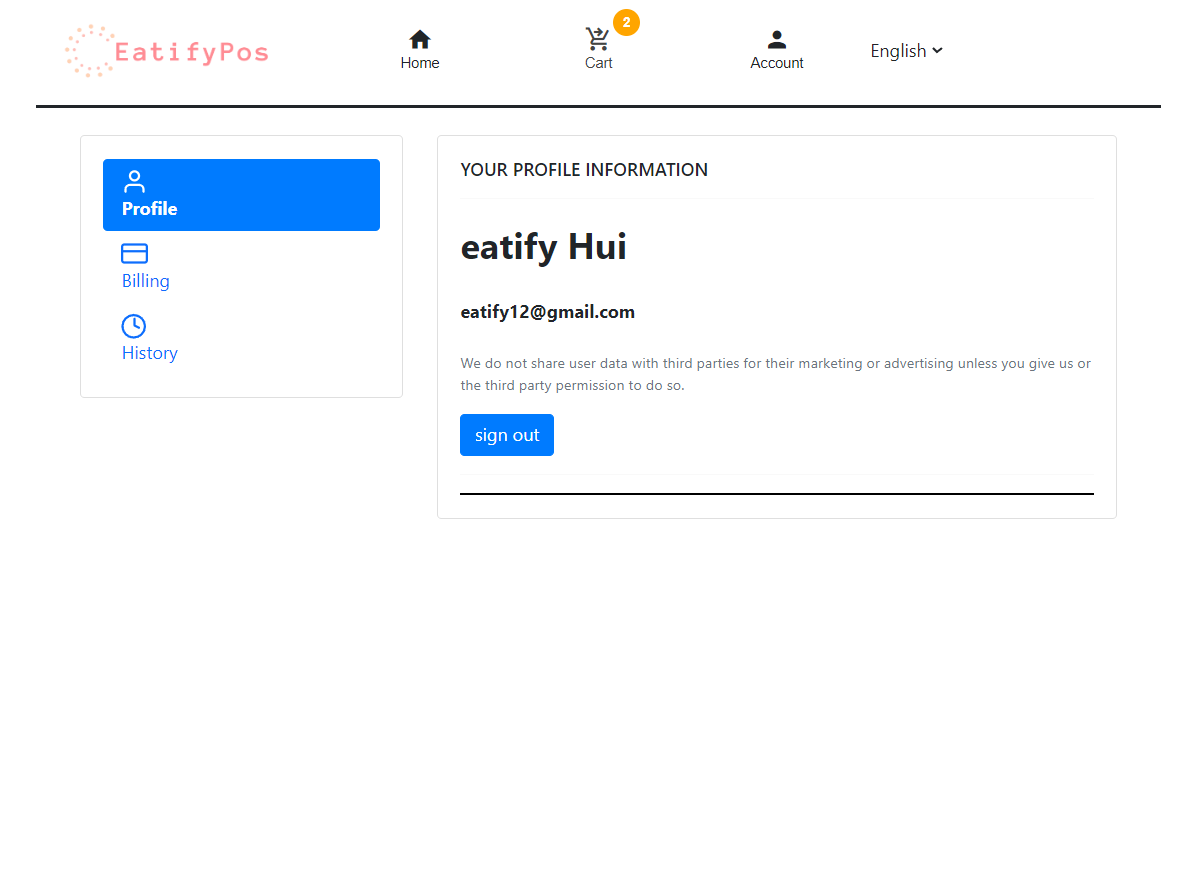 EatifyPos
Home
2
Cart
Account
English
Profile
Billing
History
YOUR PROFILE INFORMATION
eatify Hui
eatify12@gmail.com
We do not share user data with third parties for their marketing or advertising unless you give us or
the third party permission to do so.
sign out